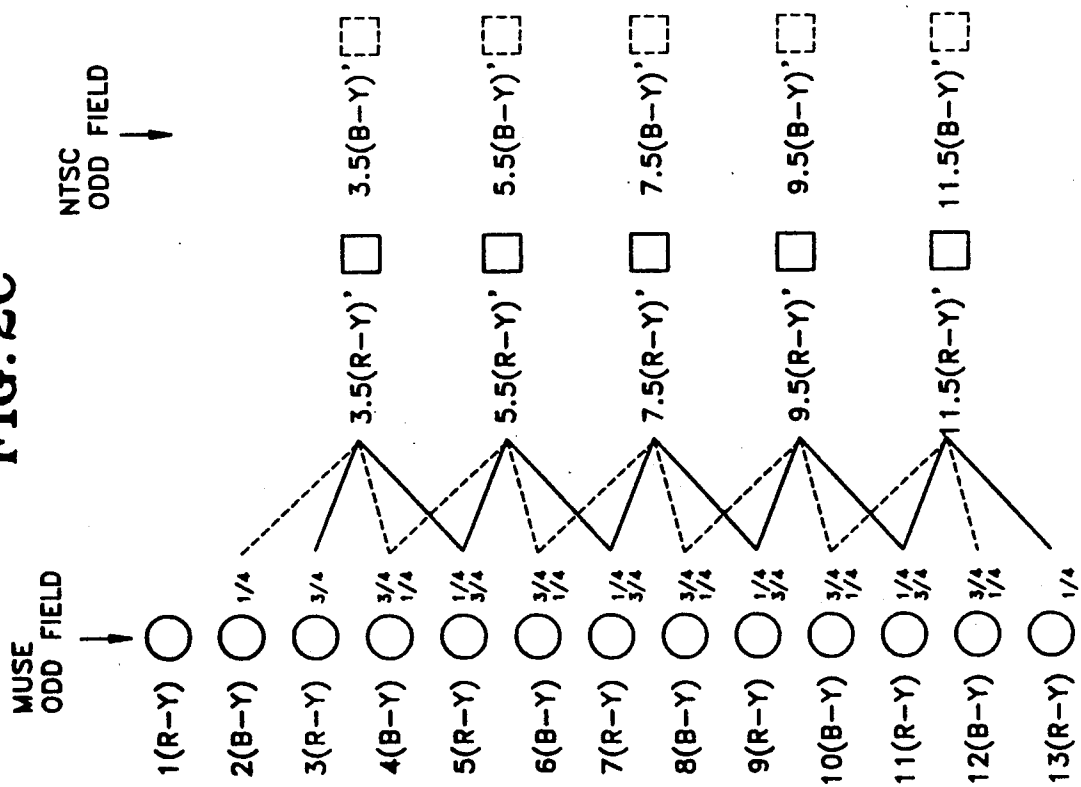 FIG.2C
MUSE
ODD FIELD
NTSC
ODD FIELD
1(R-Y)
2(B-Y) 1/4
3(R-Y) 3/4
3.5(R-Y)' 3.5(B-Y)'
4(B-Y) 3/4
1/4
5(R-Y) 1/4
3/4
5.5(R-Y)' 5.5(B-Y)'
6(B-Y) 3/4
1/4
7(R-Y) 1/4
3/4
7.5(R-Y)' 7.5(B-Y)'
8(B-Y) 3/4
1/4
9(R-Y) 1/4
3/4
9.5(R-Y)' 9.5(B-Y)'
10(B-Y) 3/4
1/4
11(R-Y) 1/4
3/4
11.5(R-Y)' 11.5(B-Y)'
12(B-Y) 3/4
1/4
13(R-Y) 1/4